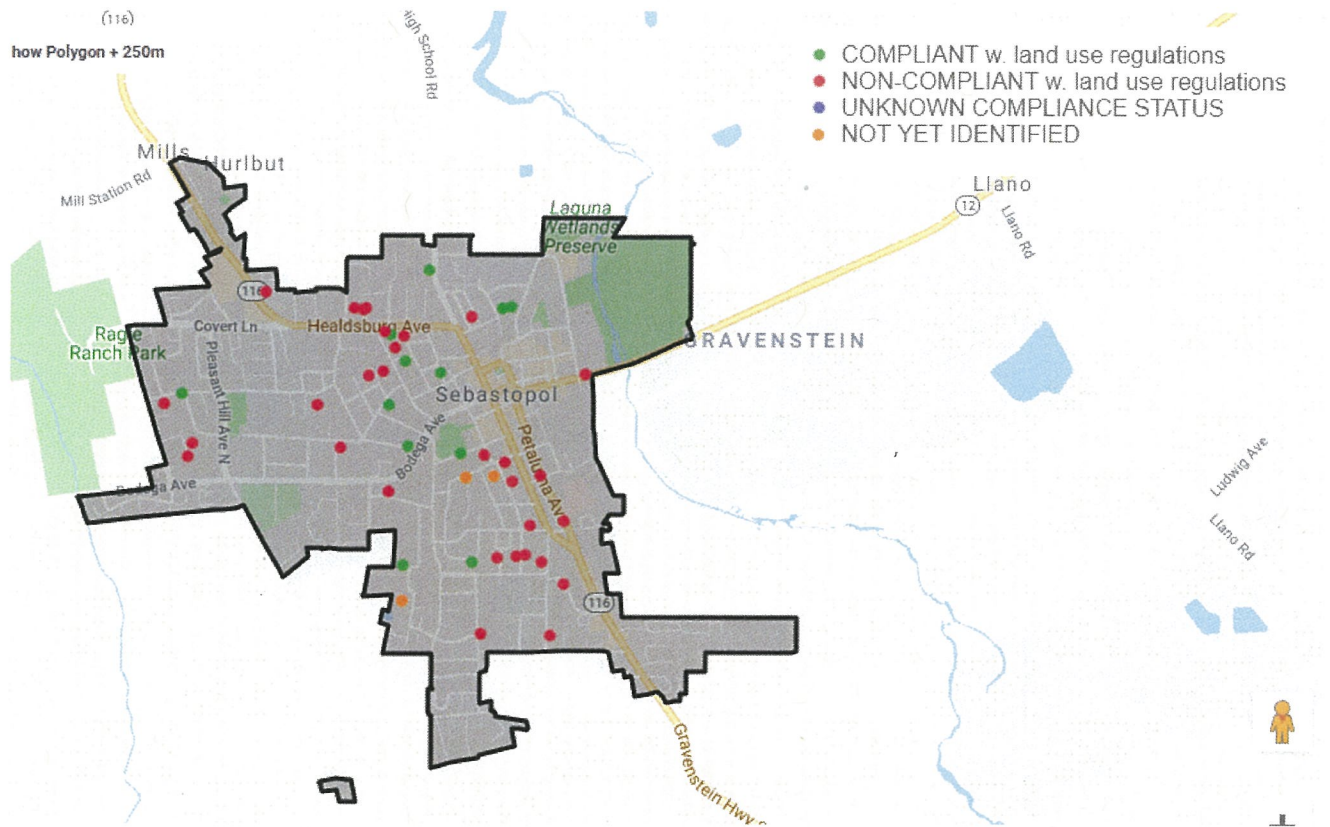 (116)
how Polygon + 250m
igh School Rd
COMPLIANT w. land use regulations
NON-COMPLIANT w. land use regulations
UNKNOWN COMPLIANCE STATUS
NOT YET IDENTIFIED
Mills
Hurlbut
Mill Station Rd
Llano
12
Llano Rd
Laguna
Wetlands
Preserve
116
Covert Ln
Healdsburg Ave
Ragle
Ranch Park
GRAVENSTEIN
Pleasant Hill Ave N
Sebastopol
Bodega Ave
Petaluma Ave
Bodega Ave
Ludwig Ave
Llano Rd
116
Gravenstein Hwy S